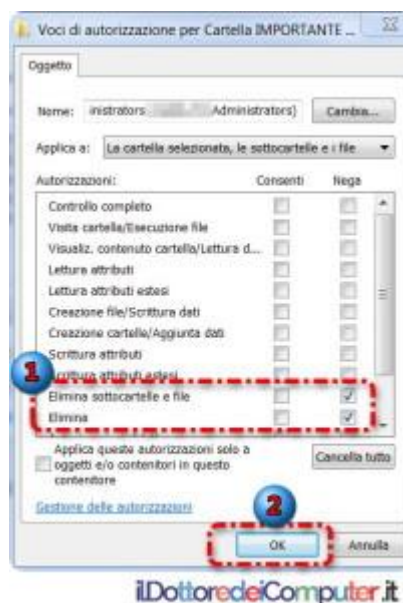 Voci di autorizzazione per Cartella IMPORTANTE ...
Oggetto
Nome: inistrators Administrators) Cambia...
Applica a: La cartella selezionata, le sottocartelle e i file
Autorizzazioni: Consenti Nega
Controllo completo
Visita cartella/Esecuzione file
Visualiz. contenuto cartella/Lettura d...
Lettura attributi
Lettura attributi estesi
Creazione file/Scrittura dati
Creazione cartelle/Aggiunta dati
Scrittura attributi
1
Scrittura attributi estesi
Elimina sottocartelle e file
Elimina
Applica queste autorizzazioni solo a
oggetti e/o contenitori in questo
contenitore
Cancella tutto
Gestione delle autorizzazioni
2
OK Annulla
ilDottoredeiComputer.it